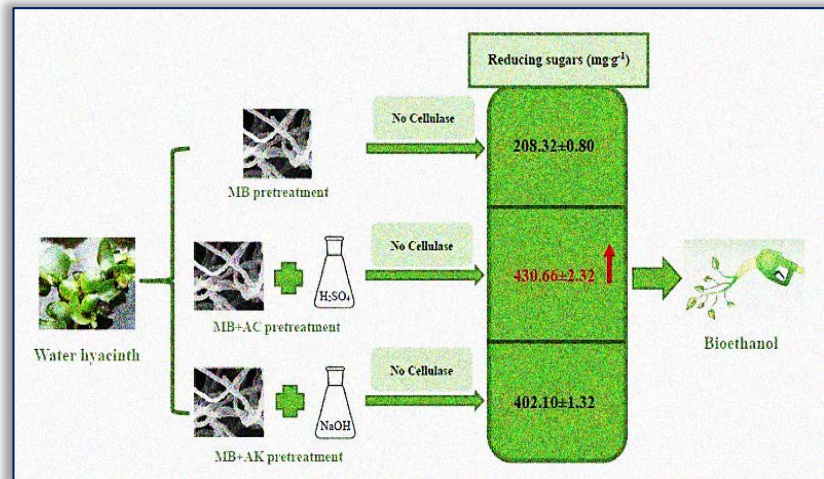 Reducing sugars (mg·g-1)
No Cellulase
208.32±0.80
MB pretreatment
No Cellulase
430.66±2.32
H₂SO₄
MB+AC pretreatment
Water hyacinth
Bioethanol
No Cellulase
402.10±1.32
NaOH
MB+AK pretreatment